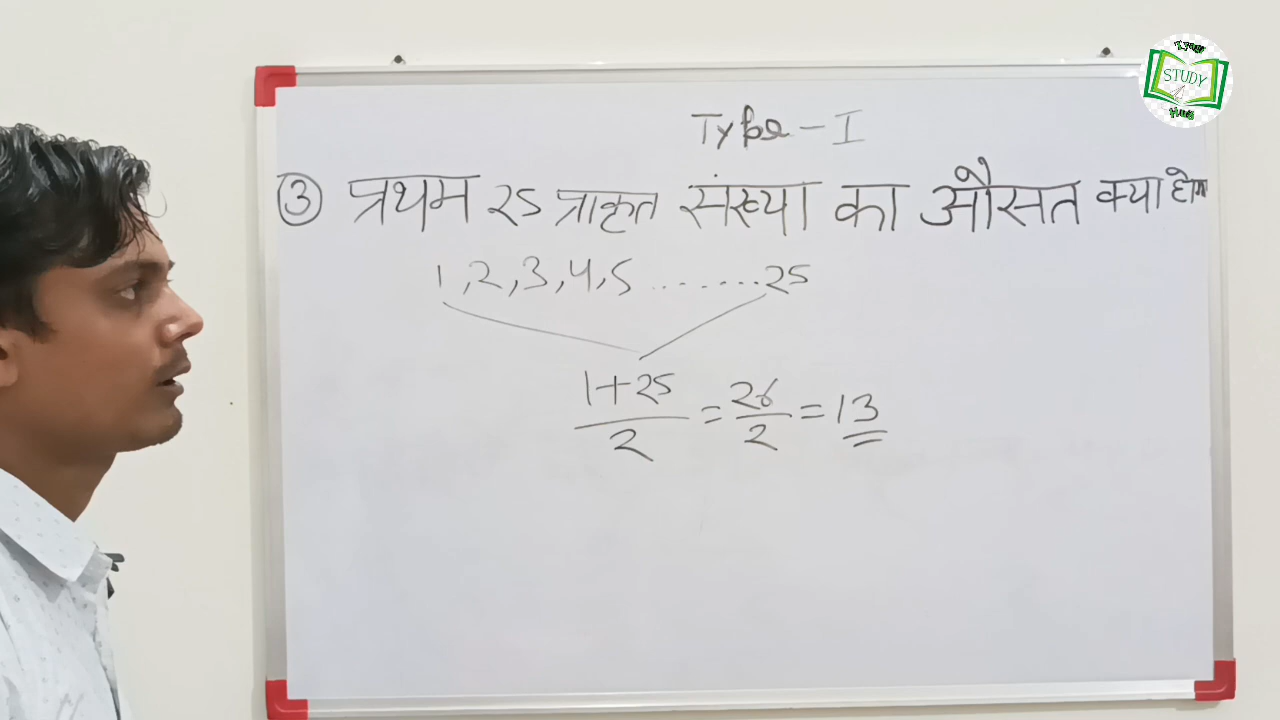 Type - I
③ प्रथम 25 प्राकृत संख्या का औसत क्या होगा
1, 2, 3, 4, 5 ........25
1+25/2 = 26/2 = 13
STUDY